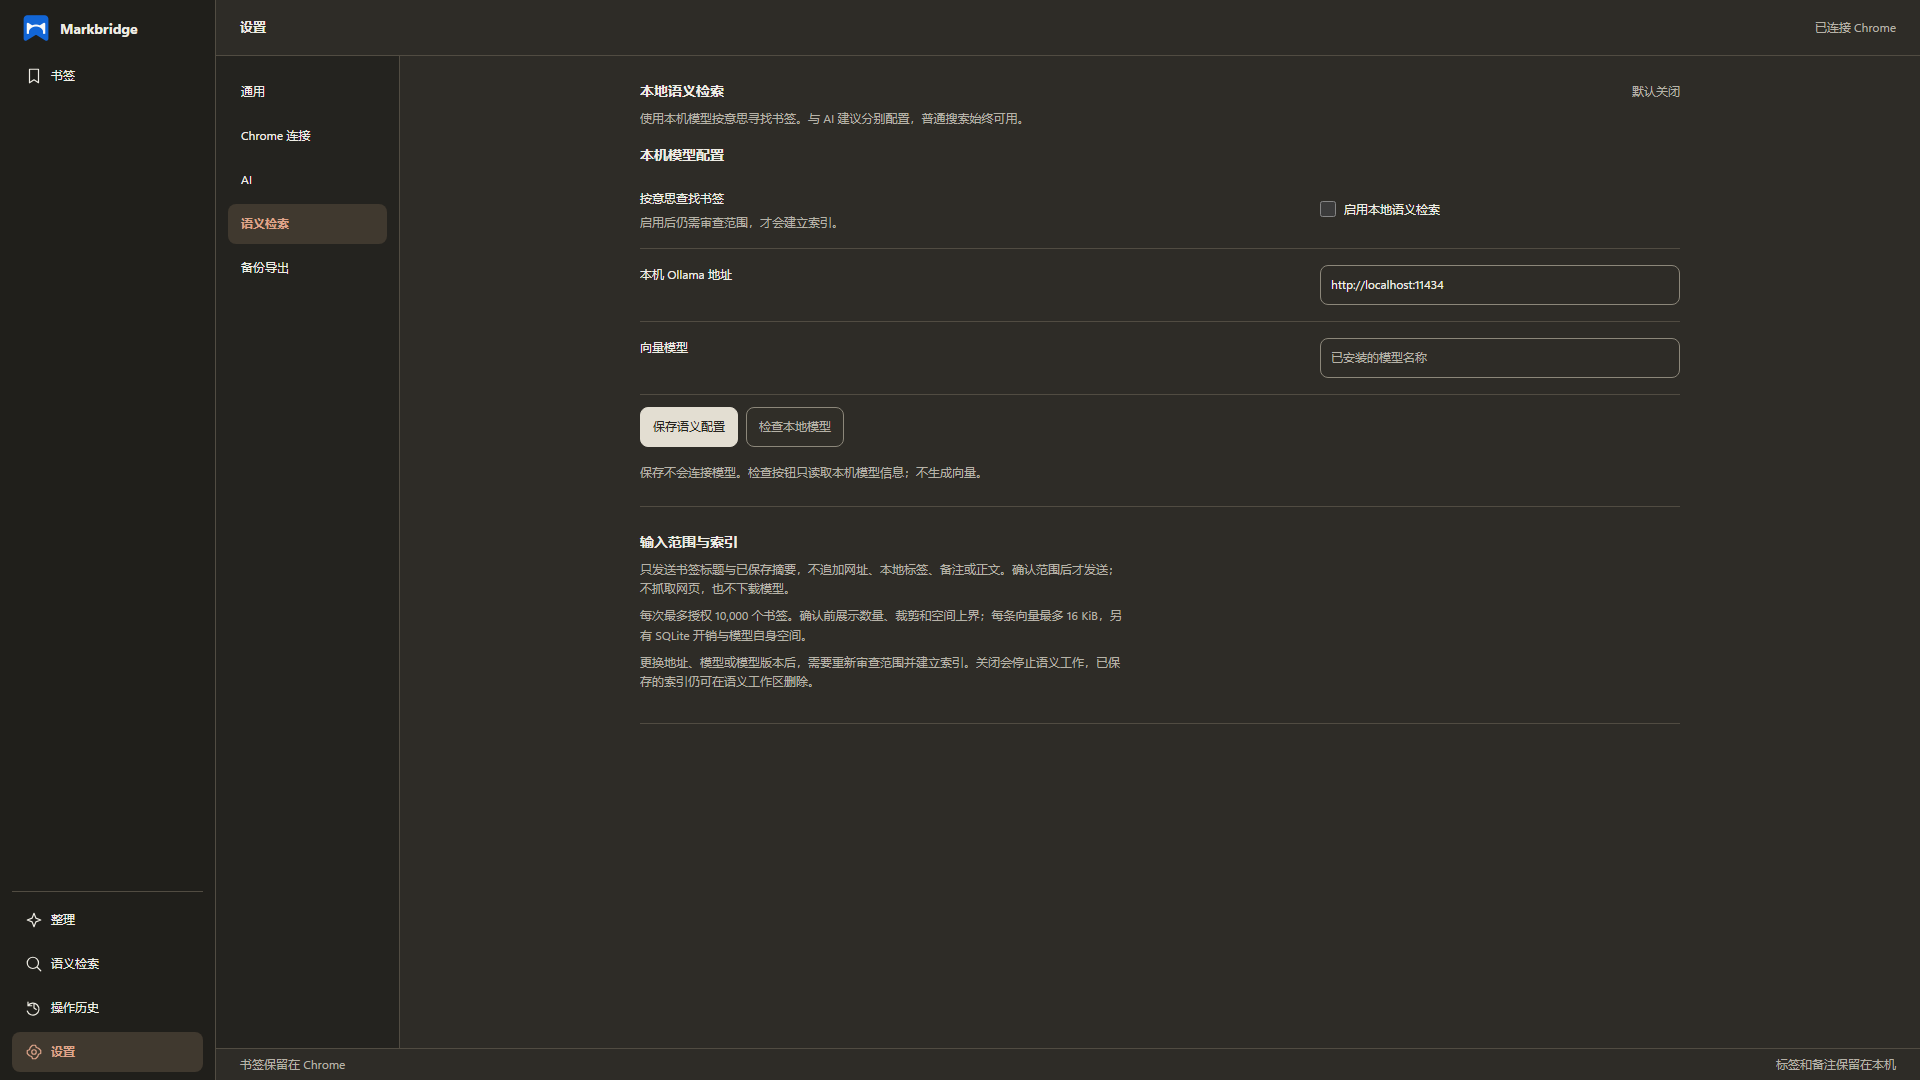 Markbridge
书签
整理
语义检索
操作历史
设置
设置
已连接 Chrome
通用
Chrome 连接
AI
语义检索
备份导出
本地语义检索
默认关闭
使用本机模型按意思寻找书签。与 AI 建议分别配置，普通搜索始终可用。
本机模型配置
按意思查找书签
启用后仍需审查范围，才会建立索引。
启用本地语义检索
本机 Ollama 地址
http://localhost:11434
向量模型
已安装的模型名称
保存语义配置
检查本地模型
保存不会连接模型。检查按钮只读取本机模型信息；不生成向量。
输入范围与索引
只发送书签标题与已保存摘要，不追加网址、本地标签、备注或正文。确认范围后才发送；
不抓取网页，也不下载模型。
每次最多授权 10,000 个书签。确认前展示数量、裁剪和空间上界；每条向量最多 16 KiB，另
有 SQLite 开销与模型自身空间。
更换地址、模型或模型版本后，需要重新审查范围并建立索引。关闭会停止语义工作，已保
存的索引仍可在语义工作区删除。
书签保留在 Chrome
标签和备注保留在本机